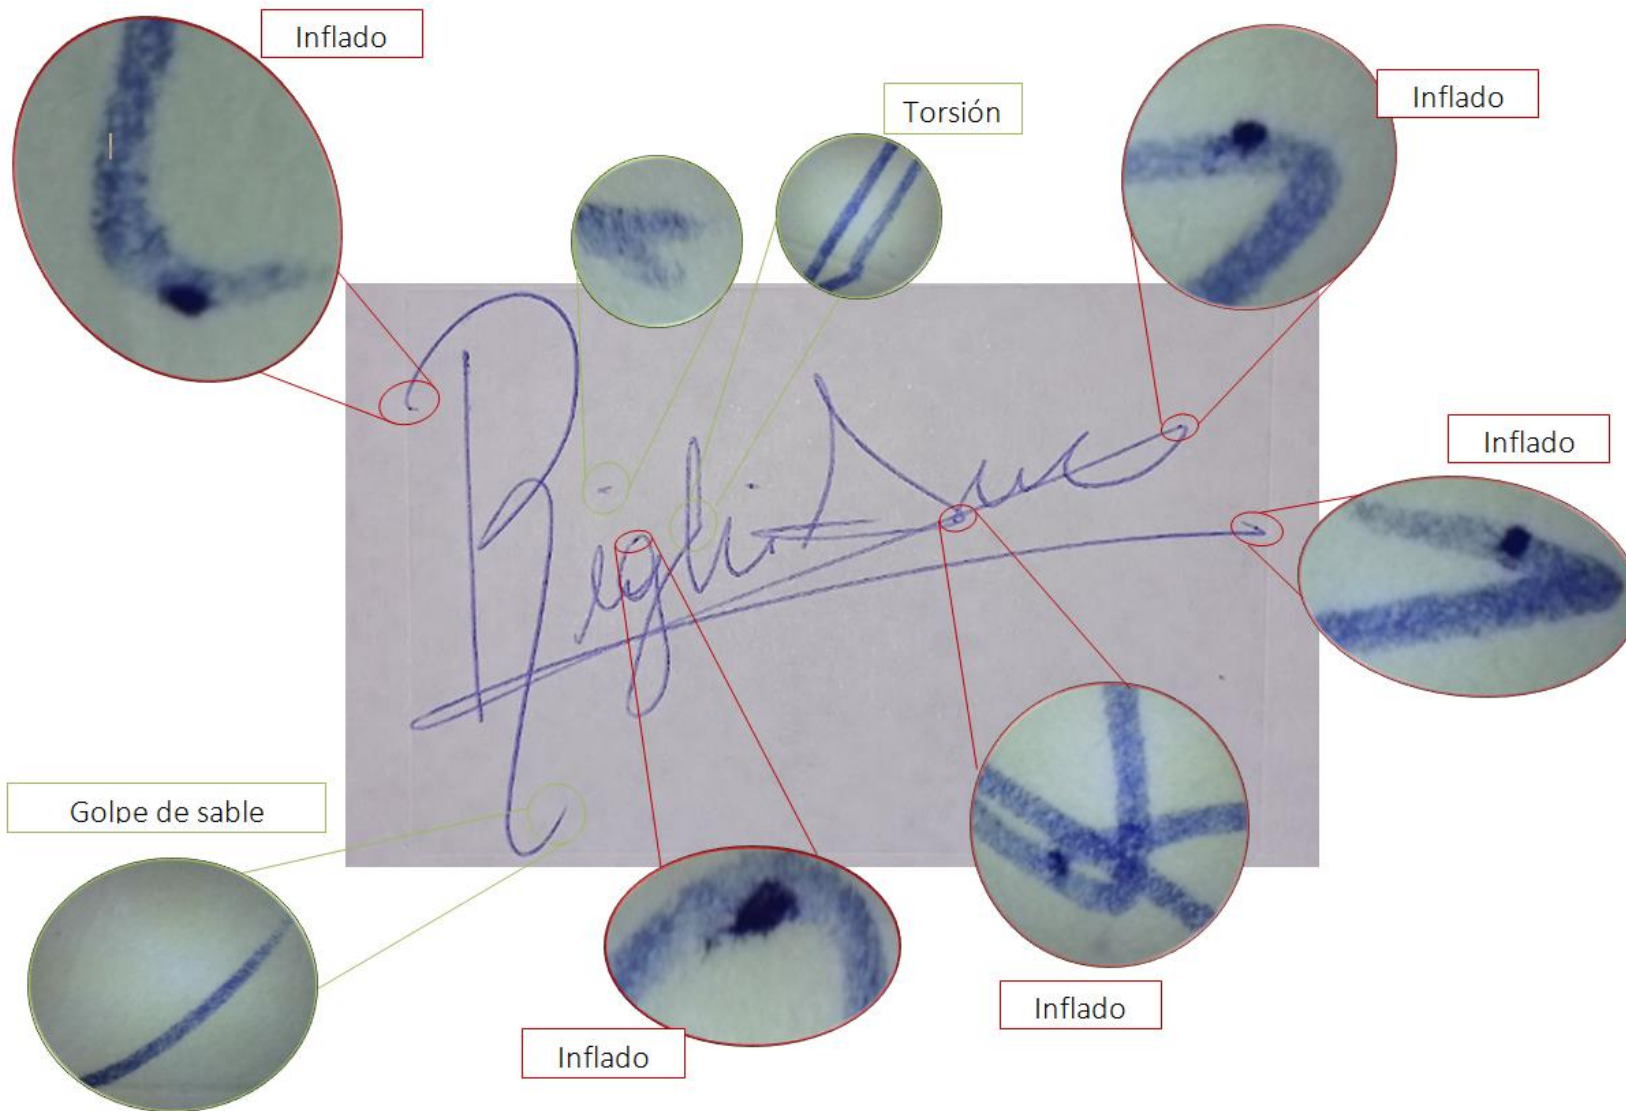 Inflado
Torsión
Inflado
Inflado
Golpe de sable
Inflado
Inflado